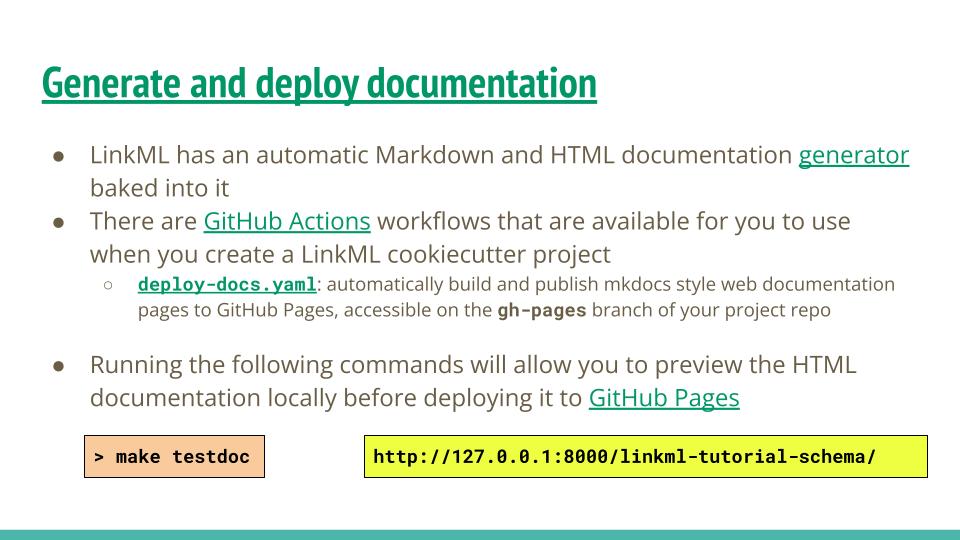 Generate and deploy documentation
● LinkML has an automatic Markdown and HTML documentation generator
baked into it
● There are GitHub Actions workflows that are available for you to use
when you create a LinkML cookiecutter project
○ deploy-docs.yaml: automatically build and publish mkdocs style web documentation
pages to GitHub Pages, accessible on the gh-pages branch of your project repo
● Running the following commands will allow you to preview the HTML
documentation locally before deploying it to GitHub Pages
> make testdoc
http://127.0.0.1:8000/linkml-tutorial-schema/